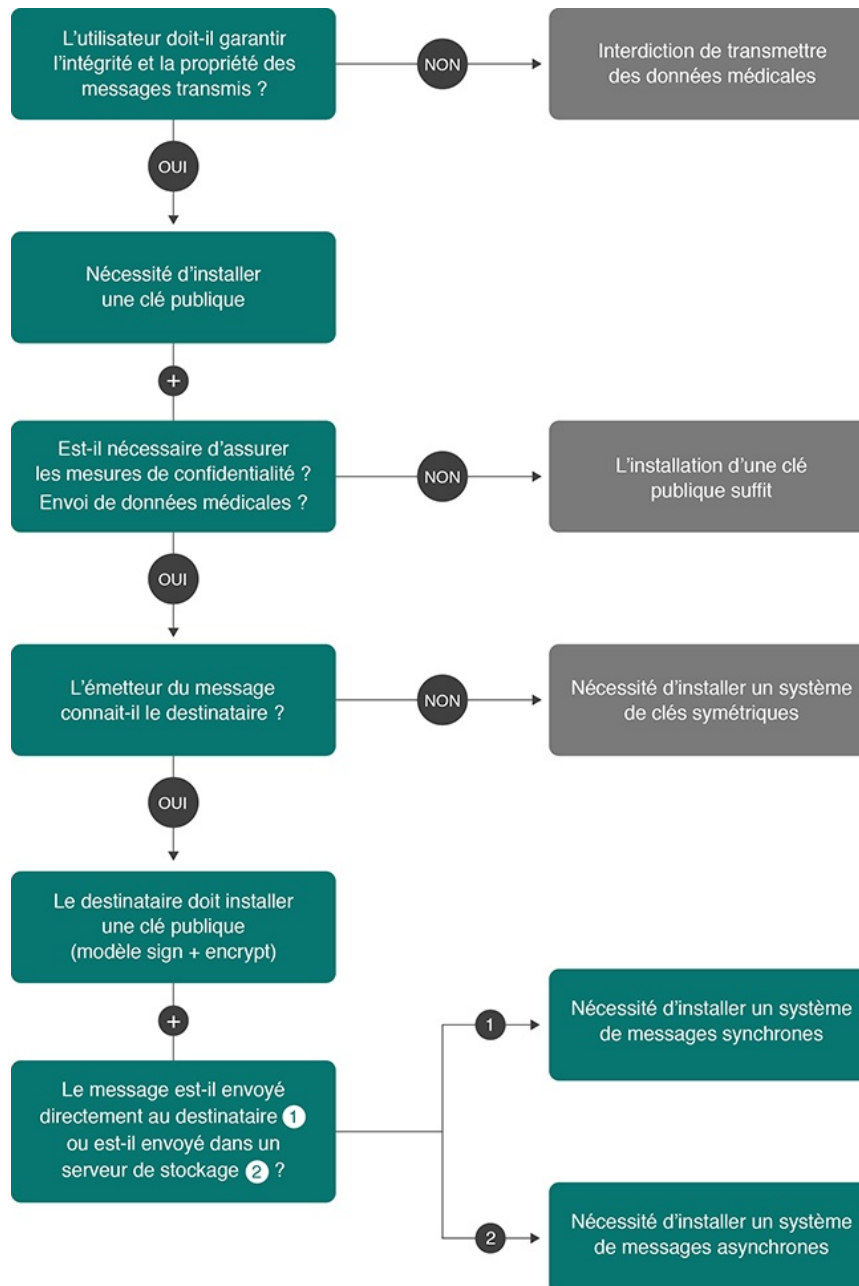 L'utilisateur doit-il garantir
l'intégrité et la propriété des
messages transmis ?
NON
Interdiction de transmettre
des données médicales
OUI
Nécessité d'installer
une clé publique
+
Est-il nécessaire d'assurer
les mesures de confidentialité ?
Envoi de données médicales ?
NON
L'installation d'une clé
publique suffit
OUI
L'émetteur du message
connait-il le destinataire ?
NON
Nécessité d'installer un système
de clés symétriques
OUI
Le destinataire doit installer
une clé publique
(modèle sign + encrypt)
+
Le message est-il envoyé
directement au destinataire 1
ou est-il envoyé dans un
serveur de stockage 2 ?
1
Nécessité d'installer un système
de messages synchrones
2
Nécessité d'installer un système
de messages asynchrones